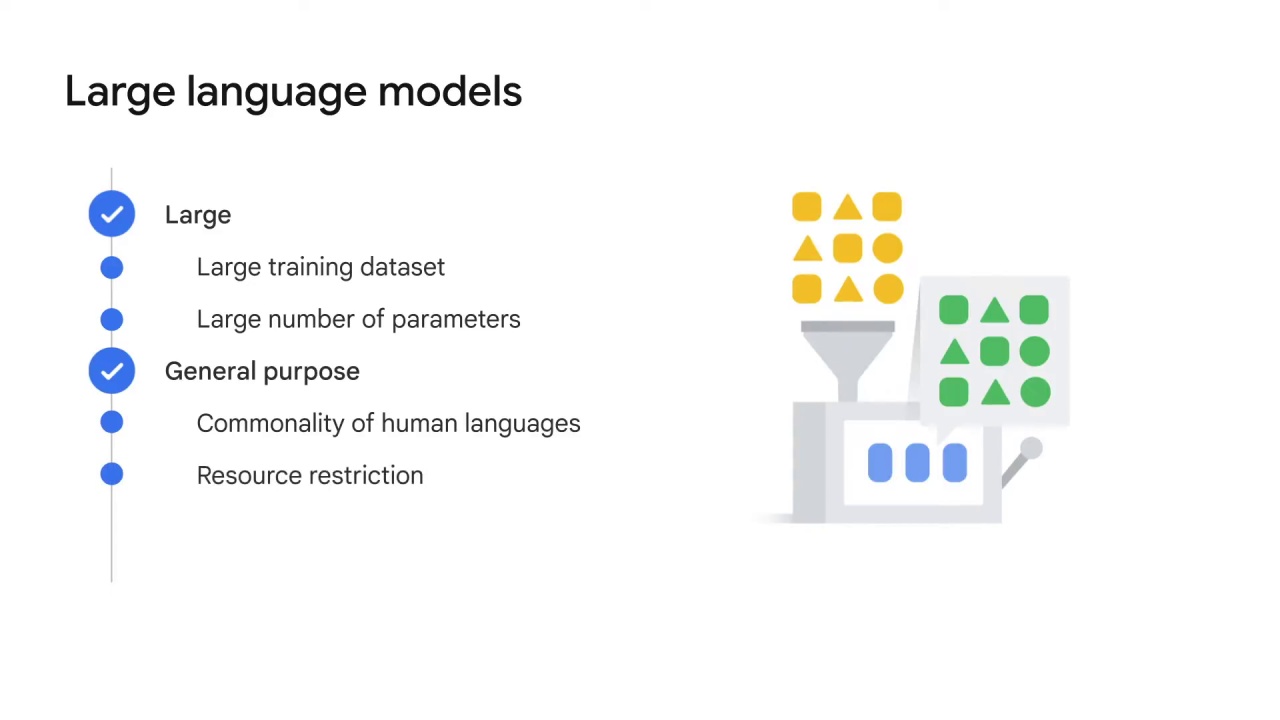 Large language models
Large
Large training dataset
Large number of parameters
General purpose
Commonality of human languages
Resource restriction